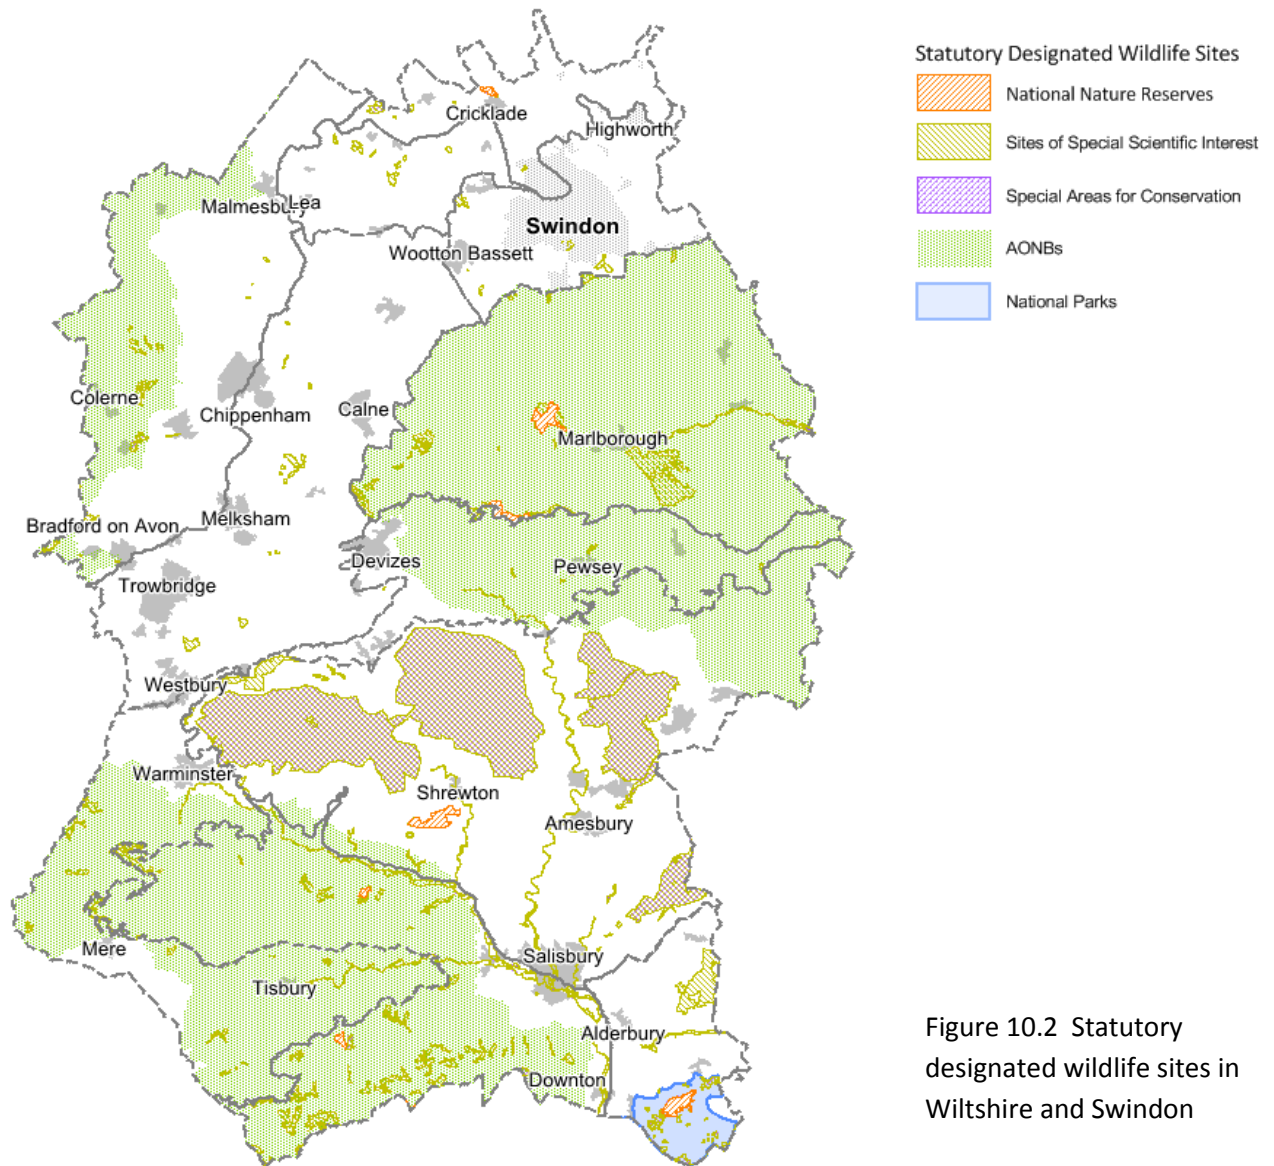 Statutory Designated Wildlife Sites
National Nature Reserves
Sites of Special Scientific Interest
Special Areas for Conservation
AONBs
National Parks
Cricklade
Highworth
Malmesbury
Lea
Swindon
Wootton Bassett
Colerne
Chippenham
Calne
Marlborough
Bradford on Avon
Melksham
Devizes
Pewsey
Trowbridge
Westbury
Warminster
Shrewton
Amesbury
Mere
Salisbury
Tisbury
Alderbury
Downton
Figure 10.2 Statutory
designated wildlife sites in
Wiltshire and Swindon